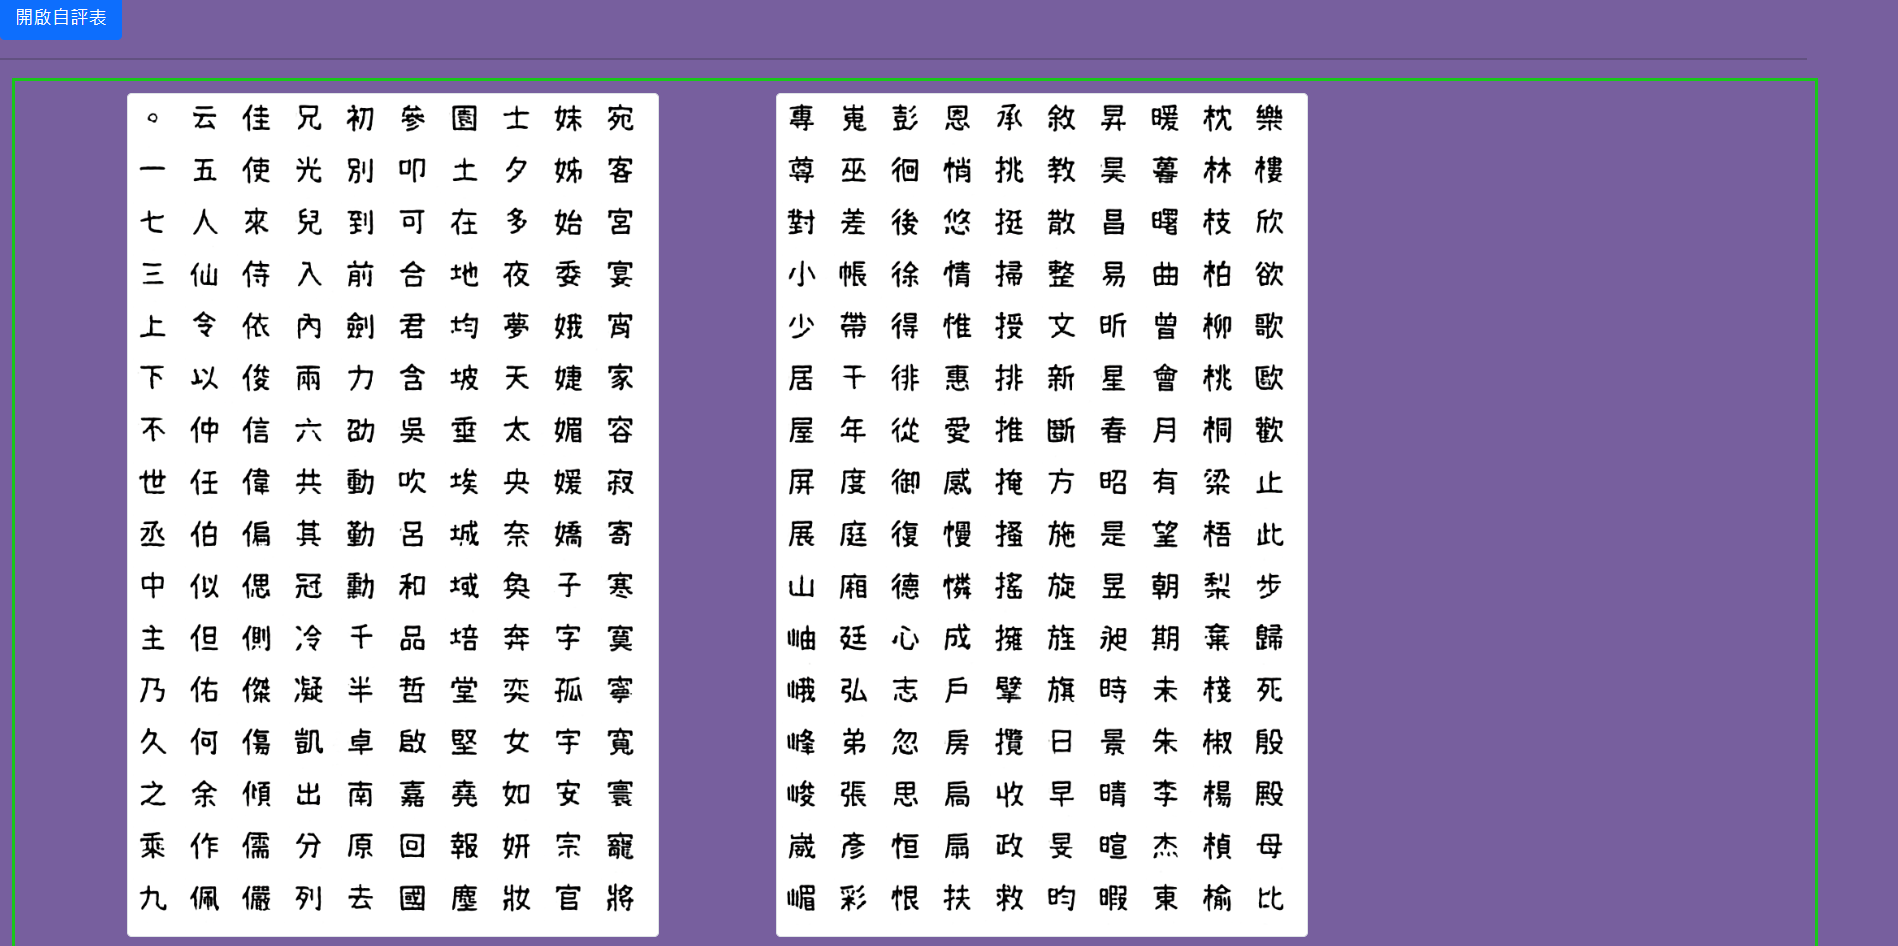 開啟自評表
。一七三上下不世丞中主乃久之乘九
云五人仙令以仲任伯似但佑何余作佩
佳使來侍依俊信偉偏偲側傑傷傾儒儼
兄光兒入內兩六共其冠冷凝凱出分列
初別到前劍力劭動勤勳千半卓南原去
參叩可合君含吳吹呂和品哲啟嘉回國
園土在地均坡垂埃城域培堂堅堯報塵
士夕多夜夢天太央奈奐奔奕女如妍妝
妹姊始委娥婕媚媛嬌子字孤宇安宗官
宛客宮宴宵家容寂寄寒寞寧寬寰寵將
專尊對小少居屋屏展山岫峨峰峻崴嵋
嵬巫差帳帶干年度庭廂廷弘弟張彥彩
彭徊後徐得徘從御復德心志忽思恒恨
恩悄悠情惟惠愛感慢憐成戶房扃扇扶
承挑挺掃授排推掩搔搖擁擘攬收政救
敘教散整文新斷方施旋旌旗日早旻昀
昇昊昌易昕星春昭是昱昶時景晴暄暇
暖暮曙曲曾會月有望朝期未朱李杰東
枕林枝柏柳桃桐梁梧梨棄棧椒楊楨榆
樂樓欣欲歌歐歡止此步歸死殷殿母比